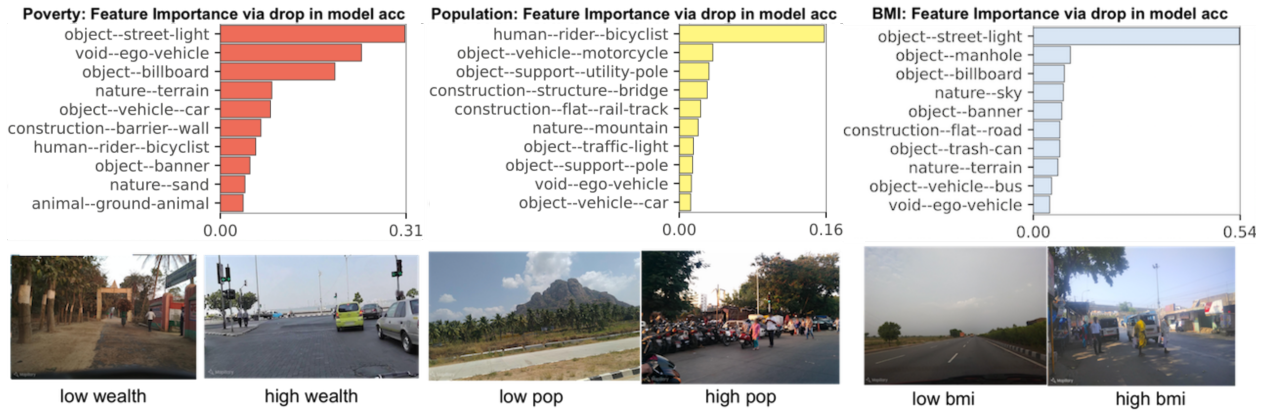 Poverty: Feature Importance via drop in model acc
object--street-light
void--ego-vehicle
object--billboard
nature--terrain
object--vehicle--car
construction--barrier--wall
human--rider--bicyclist
object--banner
nature--sand
animal--ground-animal
0.00 0.31
low wealth
high wealth
Population: Feature Importance via drop in model acc
human--rider--bicyclist
object--vehicle--motorcycle
object--support--utility-pole
construction--structure--bridge
construction--flat--rail-track
nature--mountain
object--traffic-light
object--support--pole
void--ego-vehicle
object--vehicle--car
0.00 0.16
low pop
high pop
BMI: Feature Importance via drop in model acc
object--street-light
object--manhole
object--billboard
nature--sky
object--banner
construction--flat--road
object--trash-can
nature--terrain
object--vehicle--bus
void--ego-vehicle
0.00 0.54
low bmi
high bmi